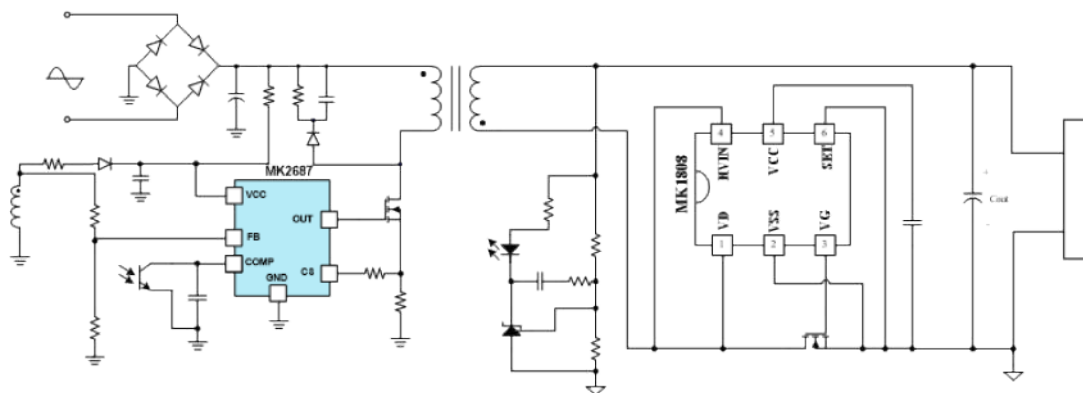 MK2687
VCC
OUT
FB
COMP
CS
GND
MK1808
4
5
6
HVIN
VCC
SET
VD
VSS
VG
1
2
3
+
Cout
-